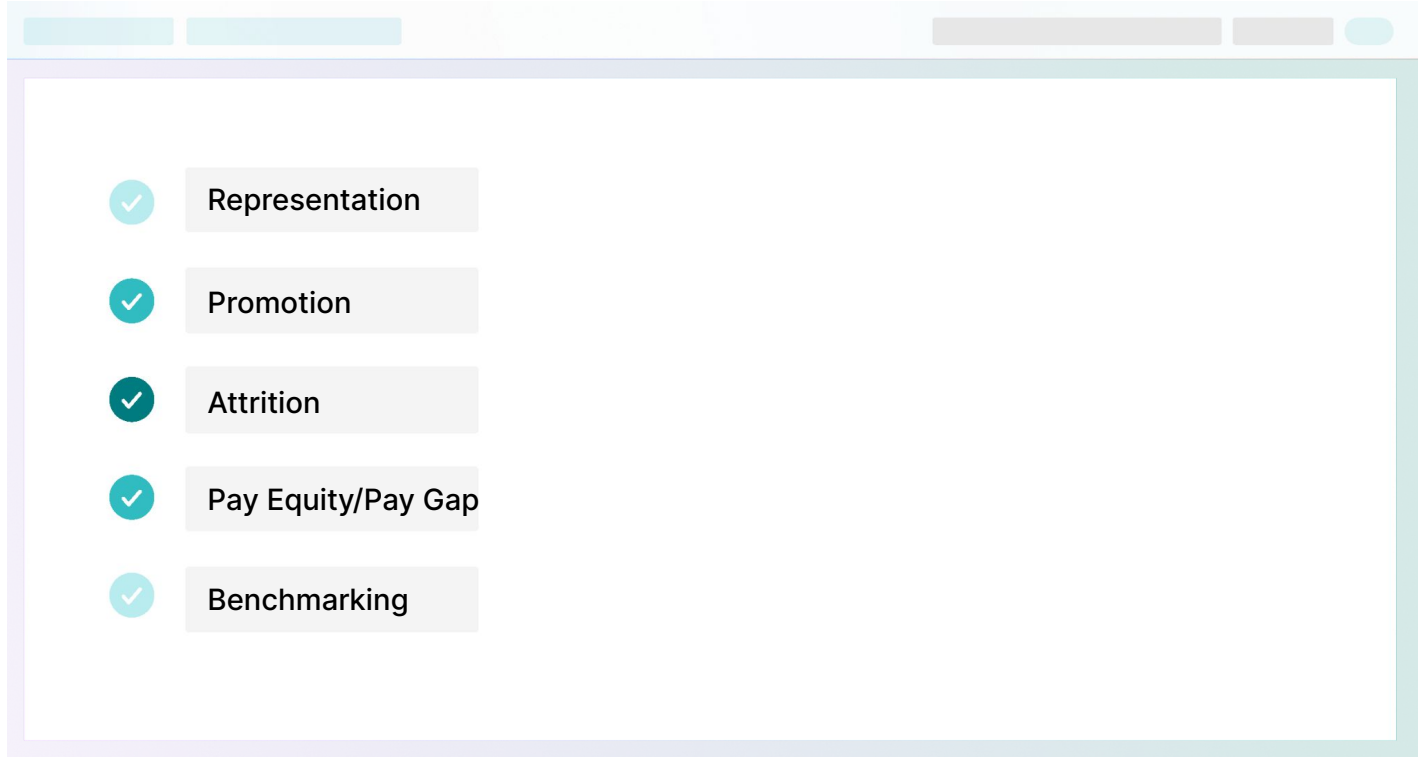 Representation
Promotion
Attrition
Pay Equity/Pay Gap
Benchmarking